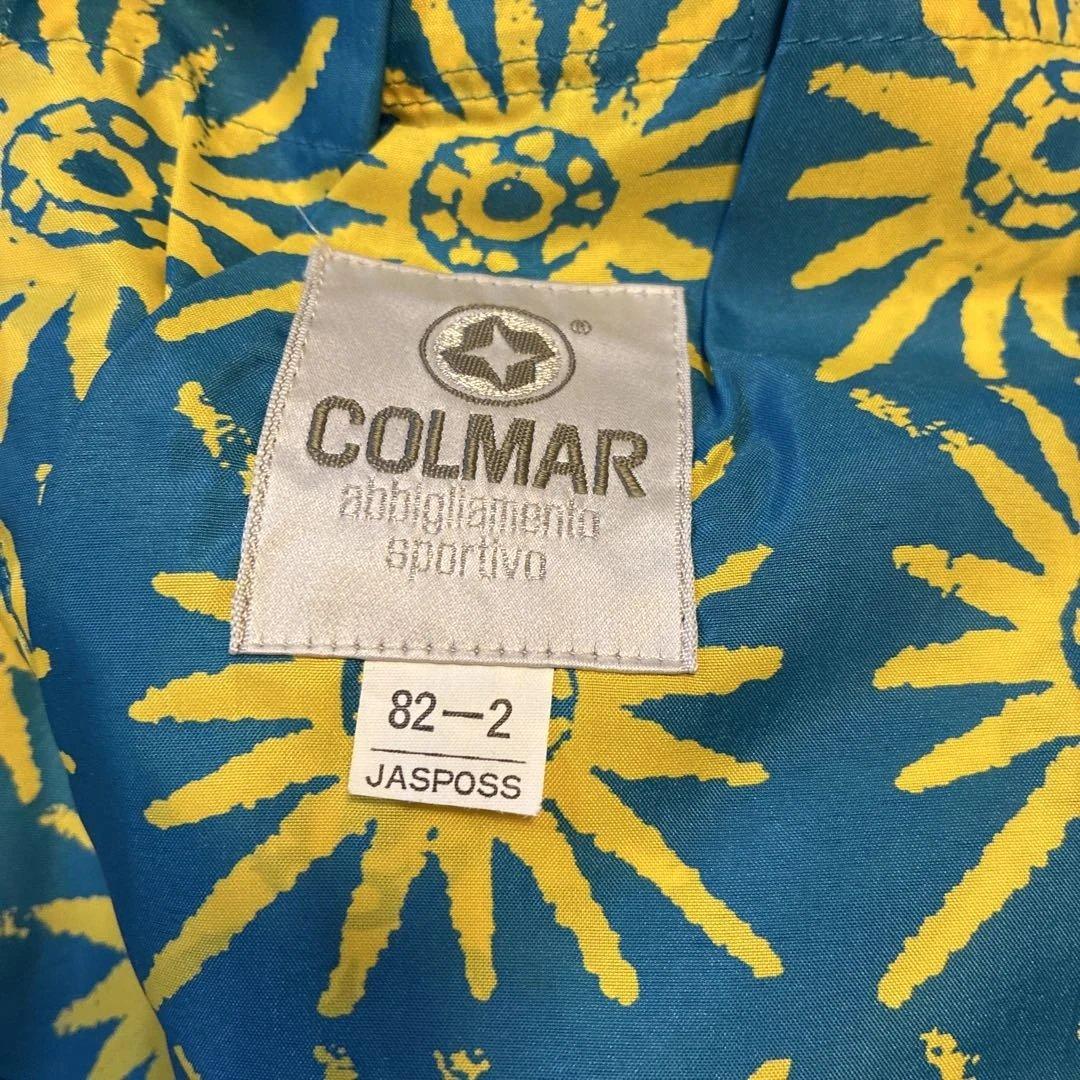 ®
COLMAR
abbigliamento
sportivo
82—2
JASPOSS